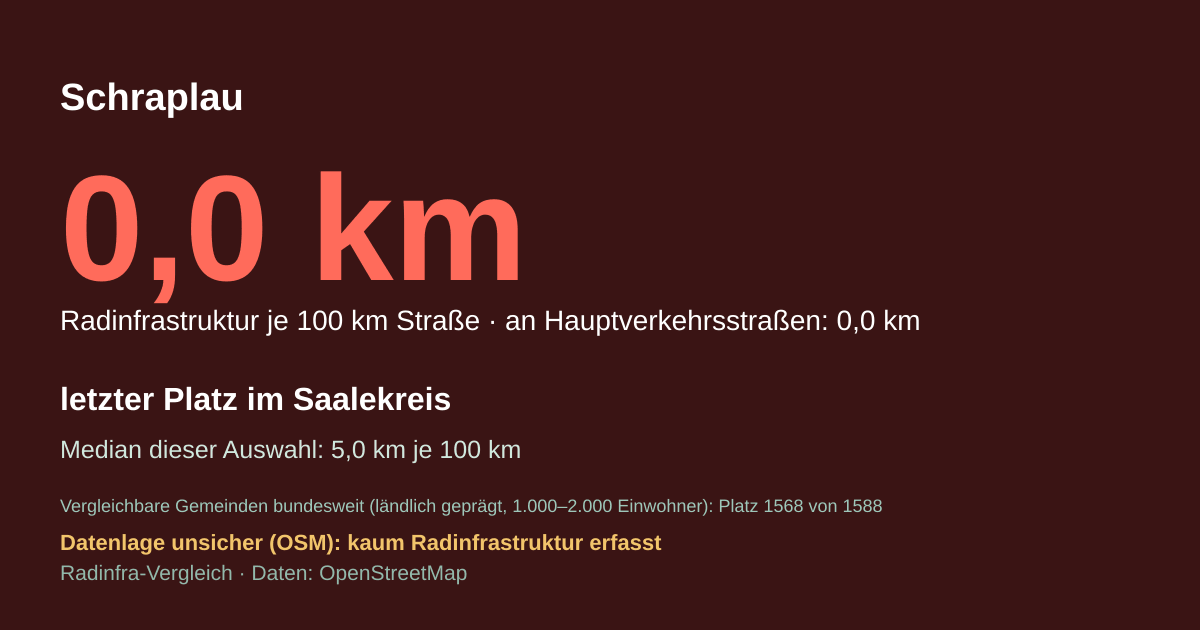 Schraplau
0,0 km
Radinfrastruktur je 100 km Straße · an Hauptverkehrsstraßen: 0,0 km
letzter Platz im Saalekreis
Median dieser Auswahl: 5,0 km je 100 km
Vergleichbare Gemeinden bundesweit (ländlich geprägt, 1.000–2.000 Einwohner): Platz 1568 von 1588
Datenlage unsicher (OSM): kaum Radinfrastruktur erfasst
Radinfra-Vergleich · Daten: OpenStreetMap